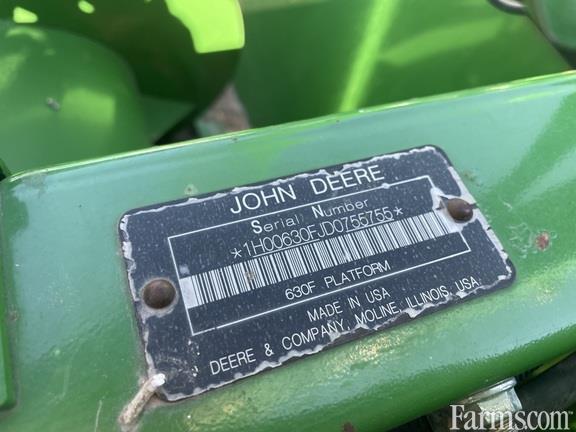 JOHN DEERE
Serial Number
*1H00630FJD0755755*
630F PLATFORM
MADE IN USA
DEERE & COMPANY, MOLINE, ILLINOIS, USA
Farms.com